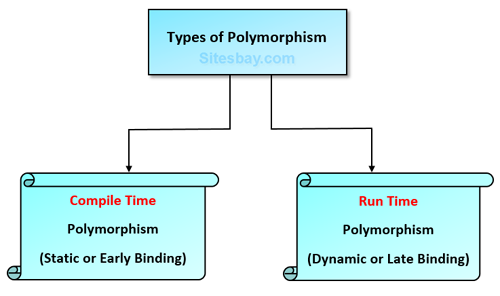 Types of Polymorphism
Sitesbay.com
Compile Time
Polymorphism
(Static or Early Binding)
Run Time
Polymorphism
(Dynamic or Late Binding)